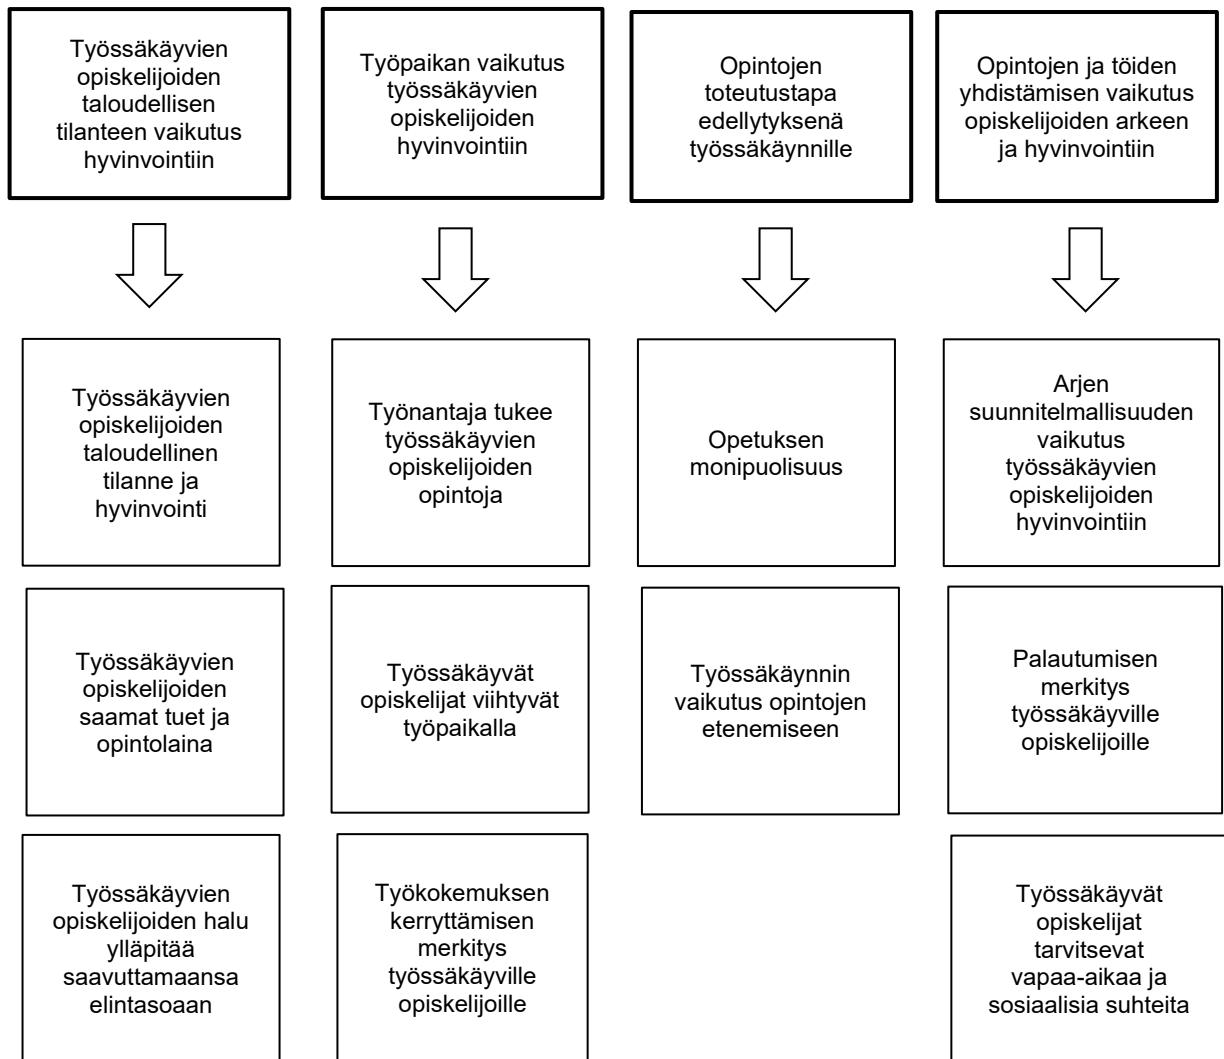 Työssäkäyvien
opiskelijoiden
taloudellisen
tilanteen vaikutus
hyvinvointiin
Työpaikan vaikutus
työssäkäyvien
opiskelijoiden
hyvinvointiin
Opintojen
toteutustapa
edellytyksenä
työssäkäynnille
Opintojen ja töiden
yhdistämisen vaikutus
opiskelijoiden arkeen
ja hyvinvointiin
Työssäkäyvien
opiskelijoiden
taloudellinen
tilanne ja
hyvinvointi
Työnantaja tukee
työssäkäyvien
opiskelijoiden
opintoja
Opetuksen
monipuolisuus
Arjen
suunnitelmallisuuden
vaikutus
työssäkäyvien
opiskelijoiden
hyvinvointiin
Työssäkäyvien
opiskelijoiden
saamat tuet ja
opintolaina
Työssäkäyvät
opiskelijat viihtyvät
työpaikalla
Työssäkäynnin
vaikutus opintojen
etenemiseen
Palautumisen
merkitys
työssäkäyville
opiskelijoille
Työssäkäyvien
opiskelijoiden halu
ylläpitää
saavuttamaansa
elintasoaan
Työkokemuksen
kerryttämisen
merkitys
työssäkäyville
opiskelijoille
Työssäkäyvät
opiskelijat
tarvitsevat
vapaa-aikaa ja
sosiaalisia suhteita